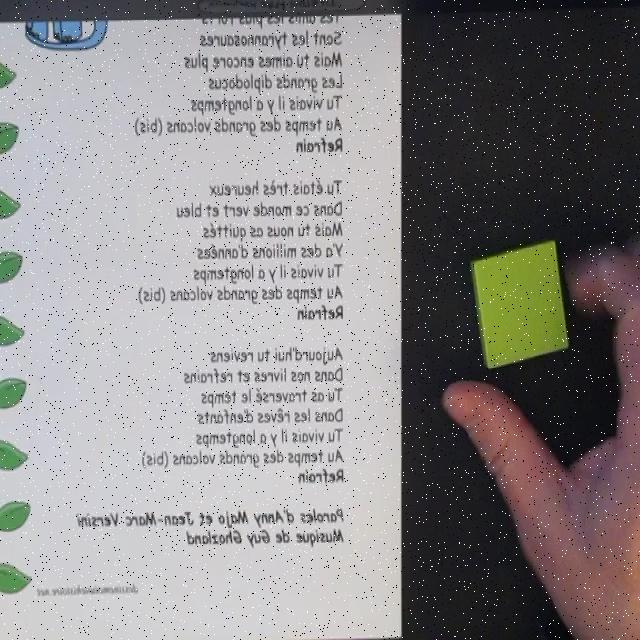 Tes amis les plus
Sont les tyrannosaures
Mais tu aimes encore plus
Les grands diplodocus
Tu vivais il y a longtemps
Au temps des grands volcans (bis)
Refrain
Tu étais très heureux
Dans ce monde vert et bleu
Mais tu nous as quittés
Y'a des millions d'années
Tu vivais il y a longtemps
Au temps des grands volcans (bis)
Refrain
Aujourd'hui tu reviens
Dans nos livres et refrains
Tu as traversé le temps
Dans les rêves d'enfants
Tu vivais il y a longtemps
Au temps des grands volcans (bis)
Refrain
Paroles d'Anny Majo et Jean-Marc Versini
Musique de Guy Ghozland